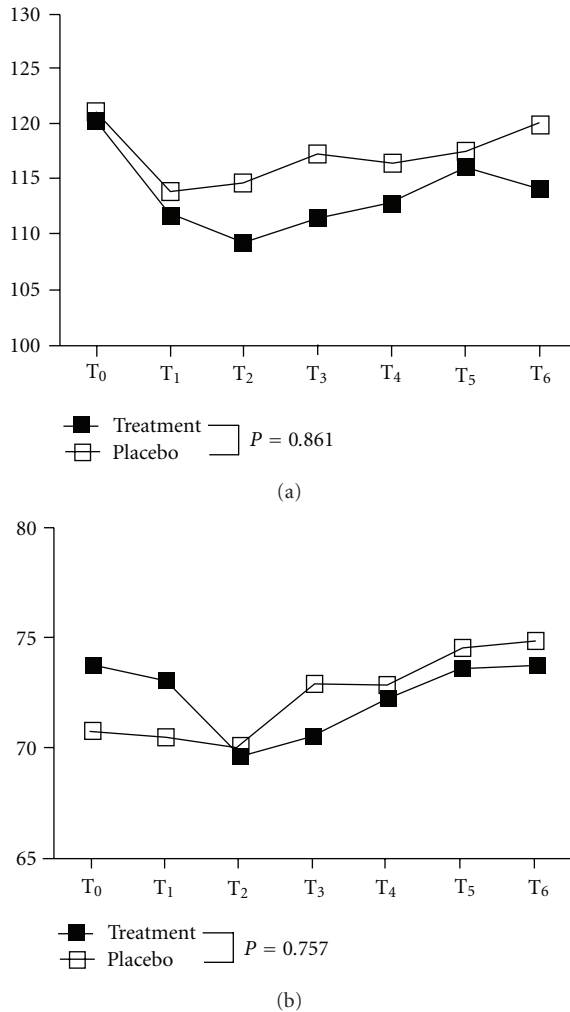 130
120
120
115
110
105
100
T0 T1 T2 T3 T4 T5 T6
Treatment
Placebo
P = 0.861
(a)
80
75
70
65
T0 T1 T2 T3 T4 T5 T6
Treatment
Placebo
P = 0.757
(b)